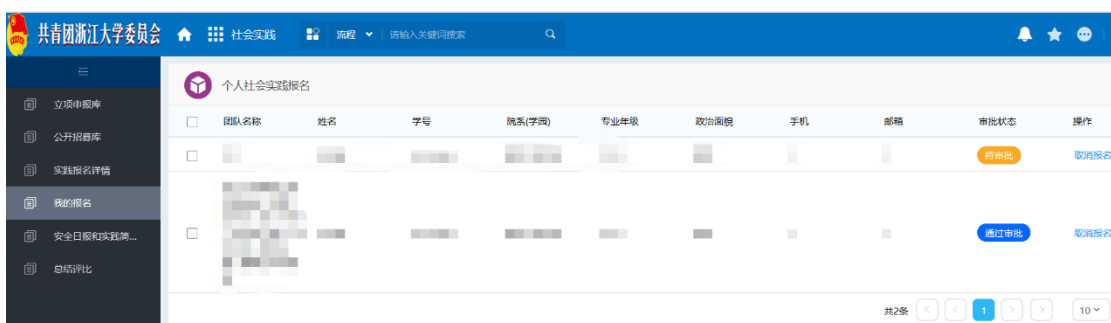 共青团浙江大学委员会 社会实践 流程 请输入关键词搜索
个人社会实践报名
立项申报库
公开招募库
实践报名详情
我的报名
安全日报和实践简...
总结评比
团队名称 姓名 学号 院系(学园) 专业年级 政治面貌 手机 邮箱 审批状态 操作
待审批 取消报名
通过审批 取消报名
共2条 1 10